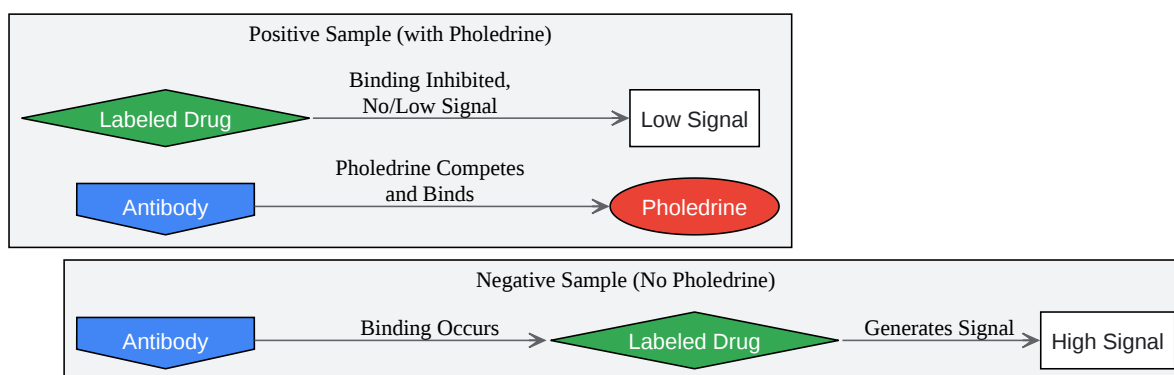 Positive Sample (with Pholedrine)
Binding Inhibited,
No/Low Signal
Labeled Drug
Low Signal
Pholedrine Competes
and Binds
Antibody
Pholedrine
Negative Sample (No Pholedrine)
Antibody
Binding Occurs
Labeled Drug
Generates Signal
High Signal